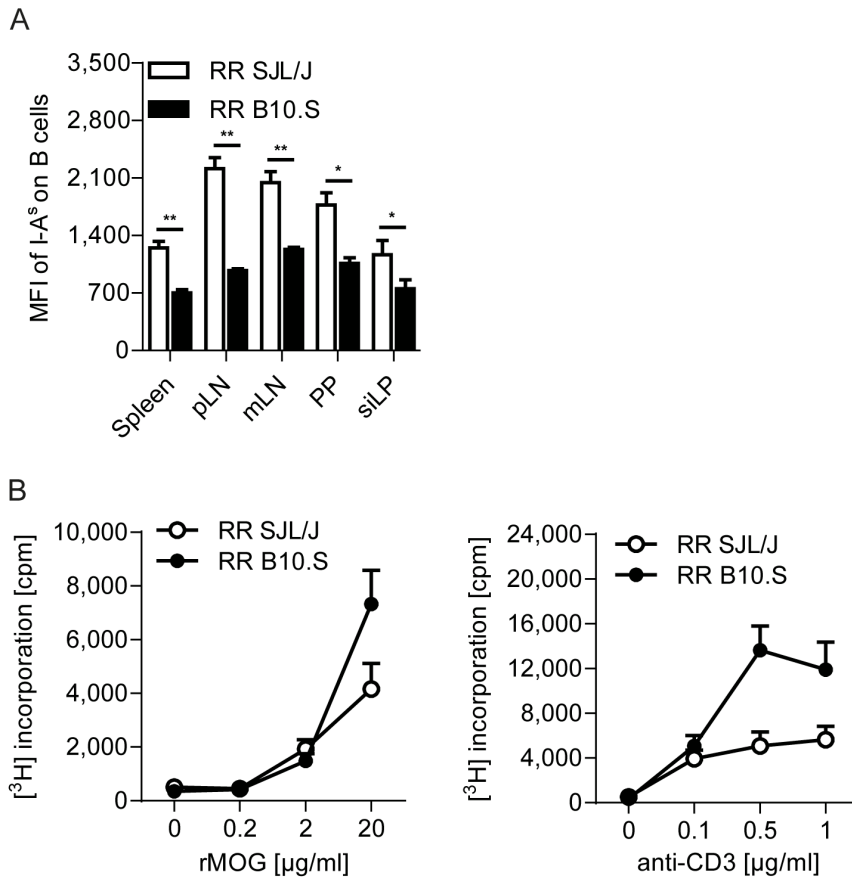 A
MFI of I-Aˢ on B cells
3,500
2,800
2,100
1,400
700
0
RR SJL/J
RR B10.S
**
**
**
*
*
Spleen
pLN
mLN
PP
siLP
B
[³H] incorporation [cpm]
10,000
8,000
6,000
4,000
2,000
0
RR SJL/J
RR B10.S
0 0.2 2 20
rMOG [µg/ml]
[³H] incorporation [cpm]
24,000
20,000
16,000
12,000
8,000
4,000
0
RR SJL/J
RR B10.S
0 0.1 0.5 1
anti-CD3 [µg/ml]